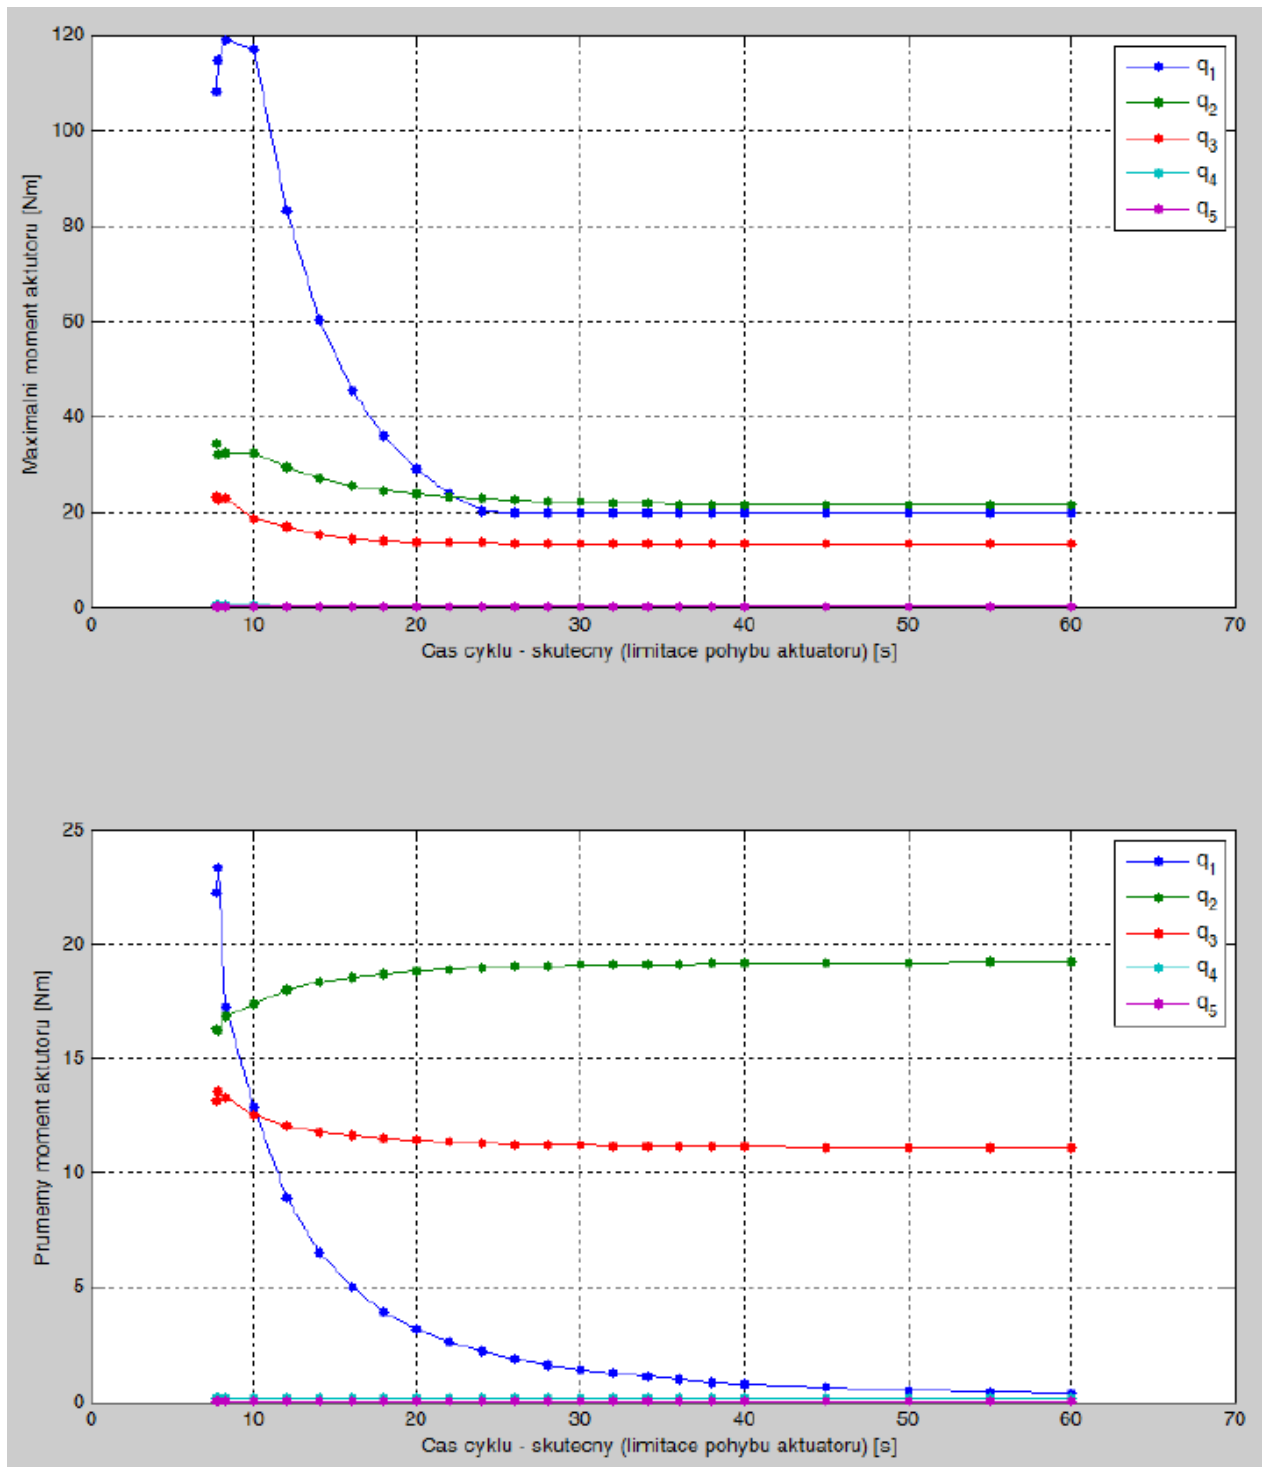 Maximalni moment aktutoru [Nm]
120
100
80
60
40
20
0
0 10 20 30 40 50 60 70
Cas cyklu - skutecny (limitace pohybu aktuatoru) [s]
q1
q2
q3
q4
q5
Prumerny moment aktutoru [Nm]
25
20
15
10
5
0
0 10 20 30 40 50 60 70
Cas cyklu - skutecny (limitace pohybu aktuatoru) [s]
q1
q2
q3
q4
q5